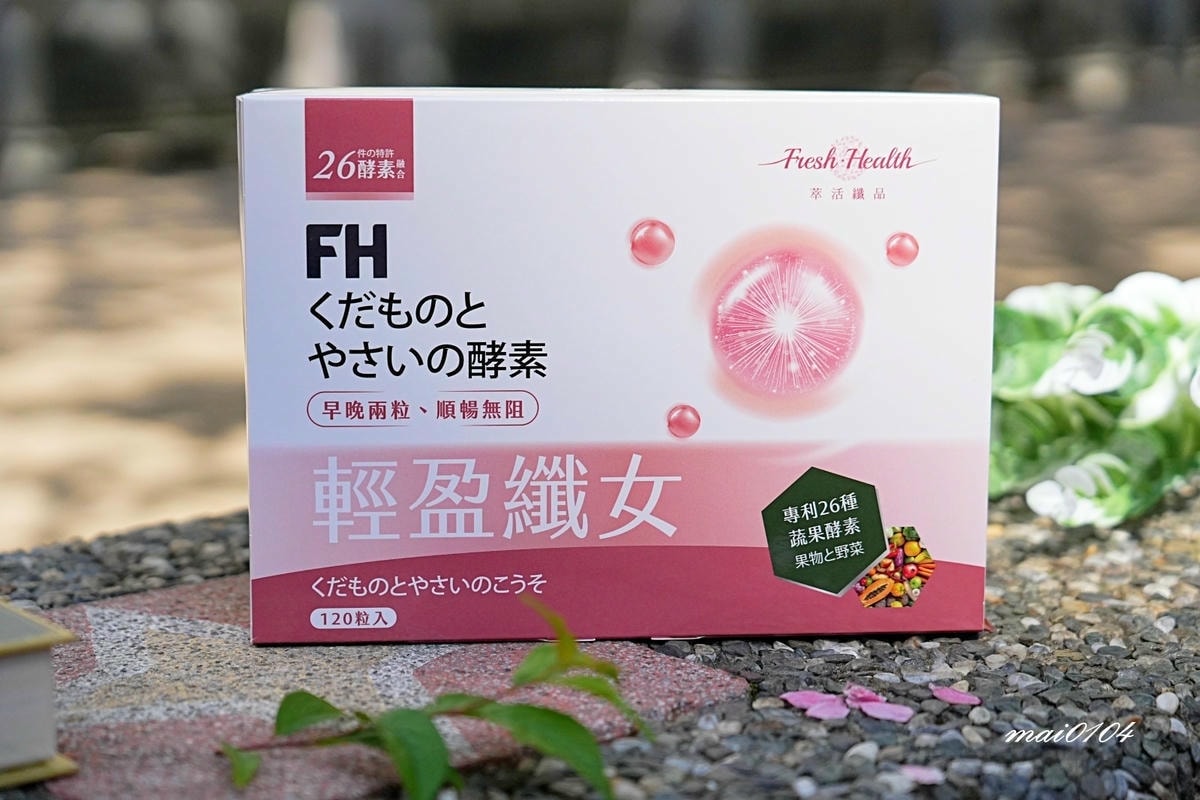 26件の特許
酵素融合
Fresh Health
萃活纖品
FH
くだものと
やさいの酵素
早晚兩粒、順暢無阻
輕盈纖女
專利26種
蔬果酵素
果物と野菜
くだものとやさいのこうそ
120粒入
mai0104